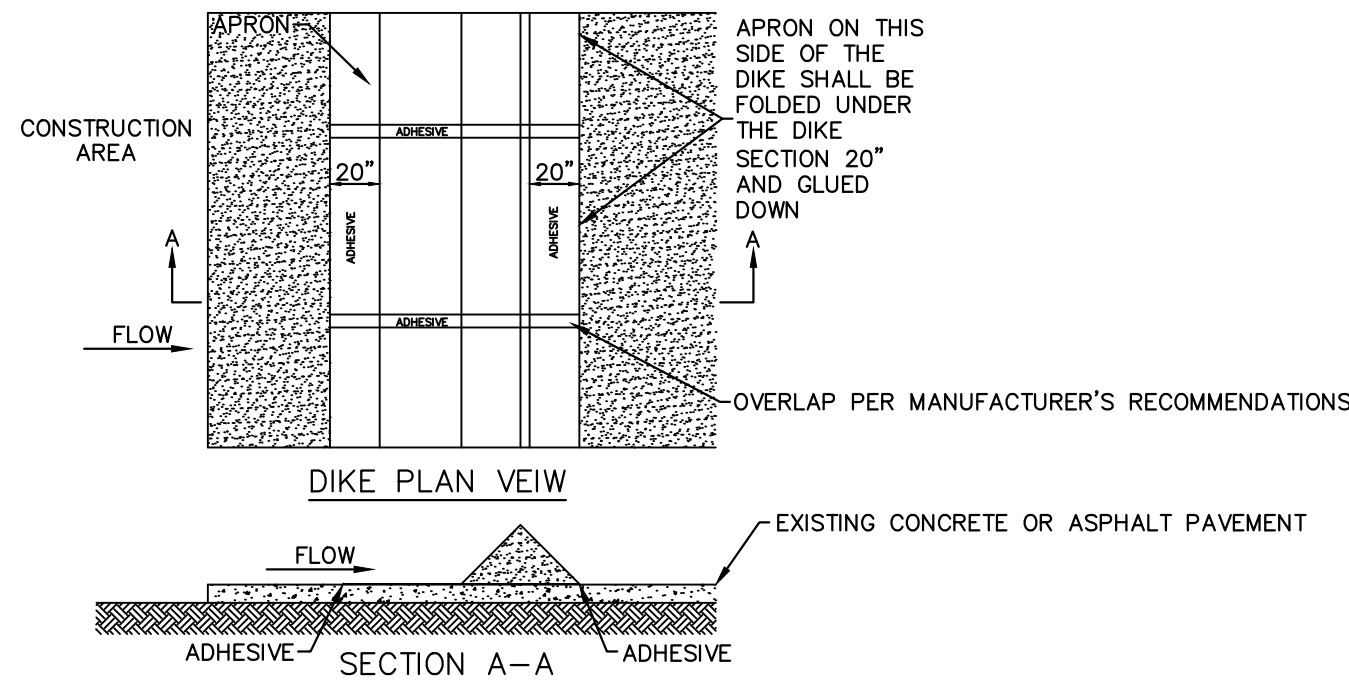 APRON
APRON ON THIS
SIDE OF THE
DIKE SHALL BE
FOLDED UNDER
THE DIKE
SECTION 20"
AND GLUED
DOWN
CONSTRUCTION
AREA
ADHESIVE
20"
20"
ADHESIVE
ADHESIVE
A
A
ADHESIVE
FLOW
OVERLAP PER MANUFACTURER'S RECOMMENDATIONS
DIKE PLAN VEIW
EXISTING CONCRETE OR ASPHALT PAVEMENT
FLOW
ADHESIVE
ADHESIVE
SECTION A-A